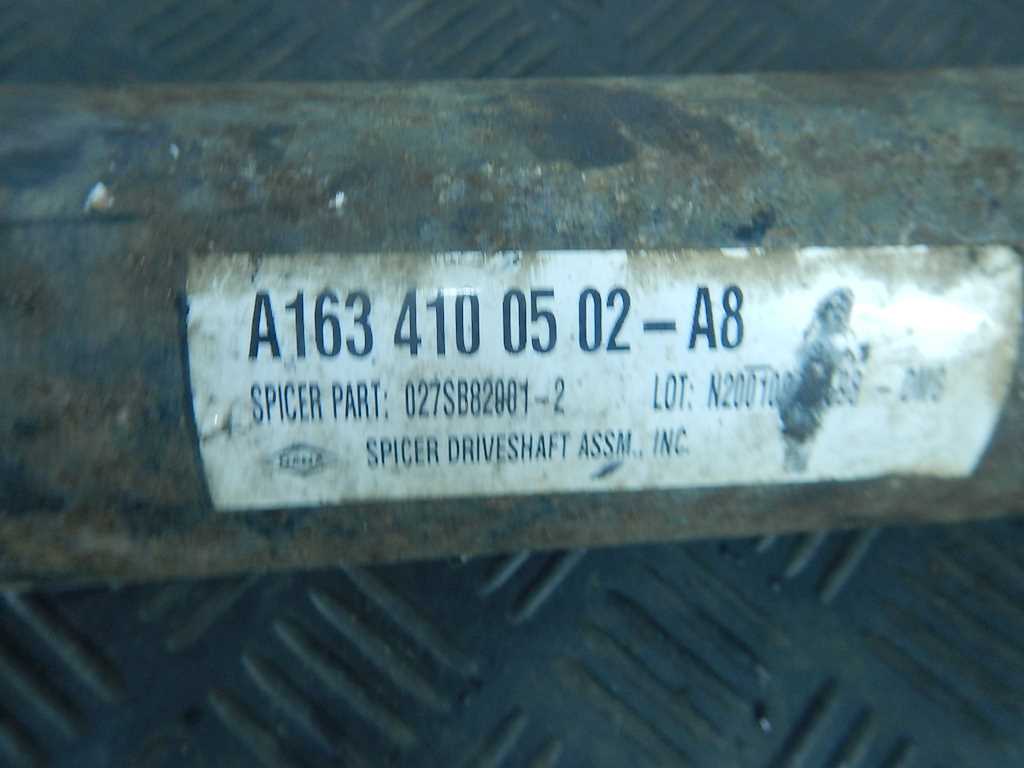 A163 410 05 02-A8
SPICER PART: 027SB82001-2 LOT:
SPICER DRIVESHAFT ASSM., INC.